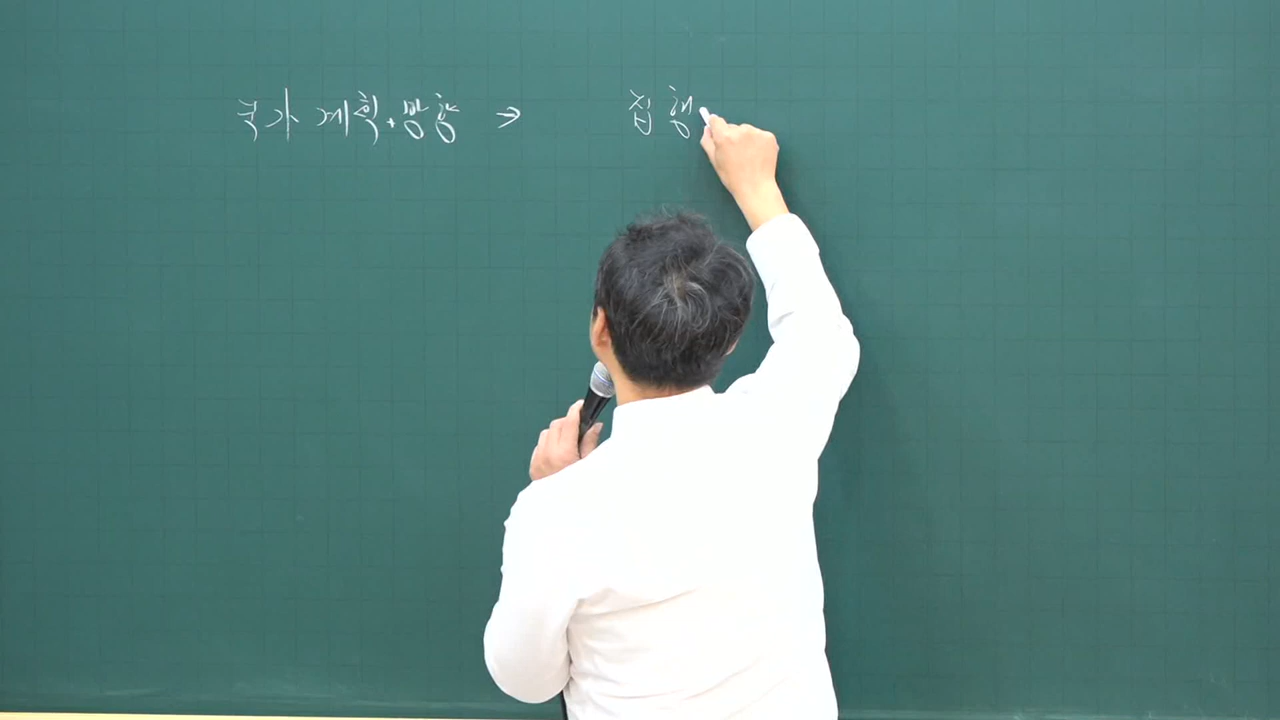 국가 계획 + 방향 → 집행